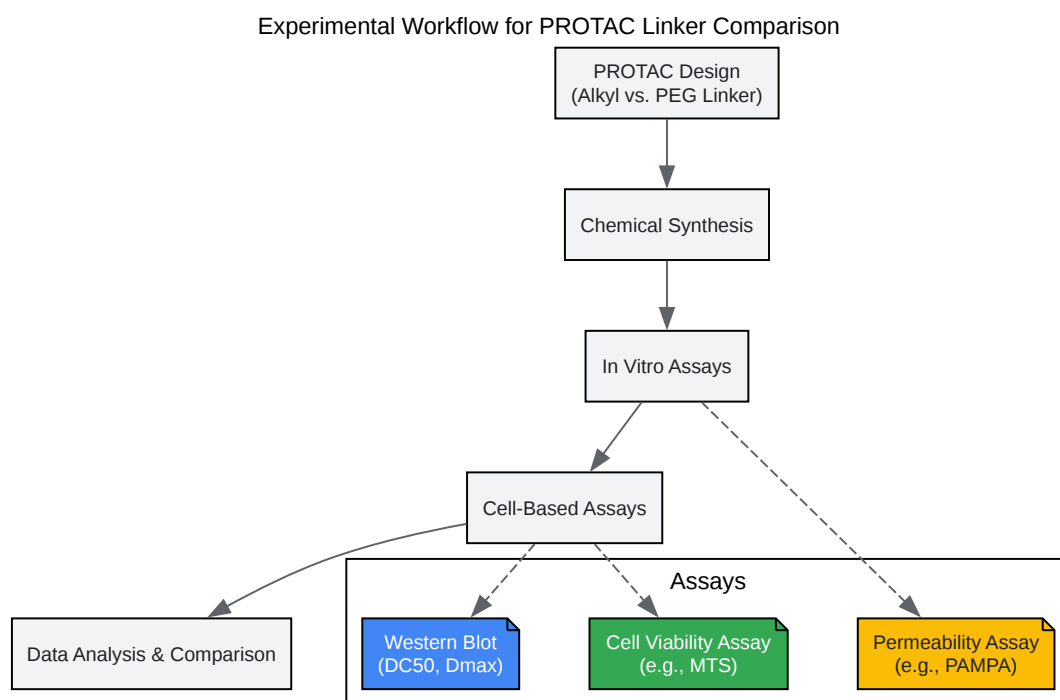 Experimental Workflow for PROTAC Linker Comparison
PROTAC Design
(Alkyl vs. PEG Linker)
Chemical Synthesis
In Vitro Assays
Cell-Based Assays
Assays
Data Analysis & Comparison
Western Blot
(DC50, Dmax)
Cell Viability Assay
(e.g., MTS)
Permeability Assay
(e.g., PAMPA)